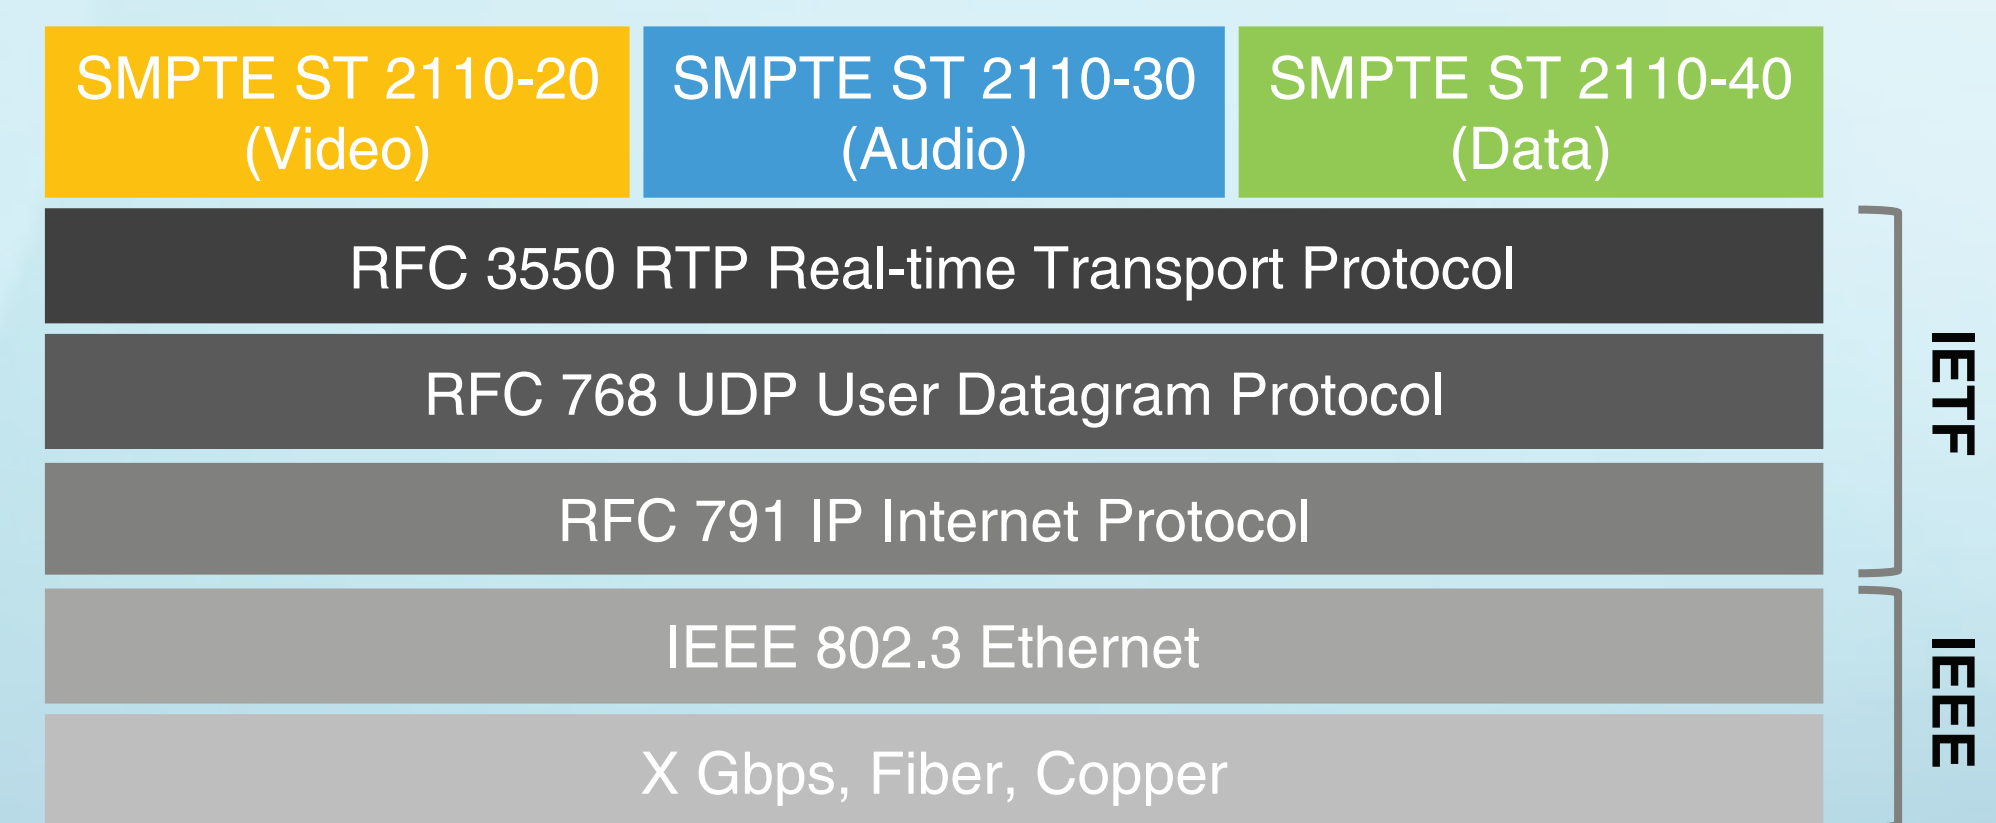 SMPTE ST 2110-20
(Video)
SMPTE ST 2110-30
(Audio)
SMPTE ST 2110-40
(Data)
RFC 3550 RTP Real-time Transport Protocol
RFC 768 UDP User Datagram Protocol
RFC 791 IP Internet Protocol
IETF
IEEE 802.3 Ethernet
X Gbps, Fiber, Copper
IEEE